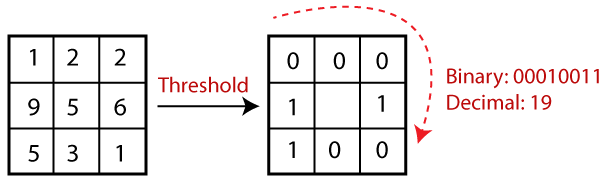 1 2 2
9 5 6
5 3 1
Threshold
0 0 0
1 1
1 0 0
Binary: 00010011
Decimal: 19